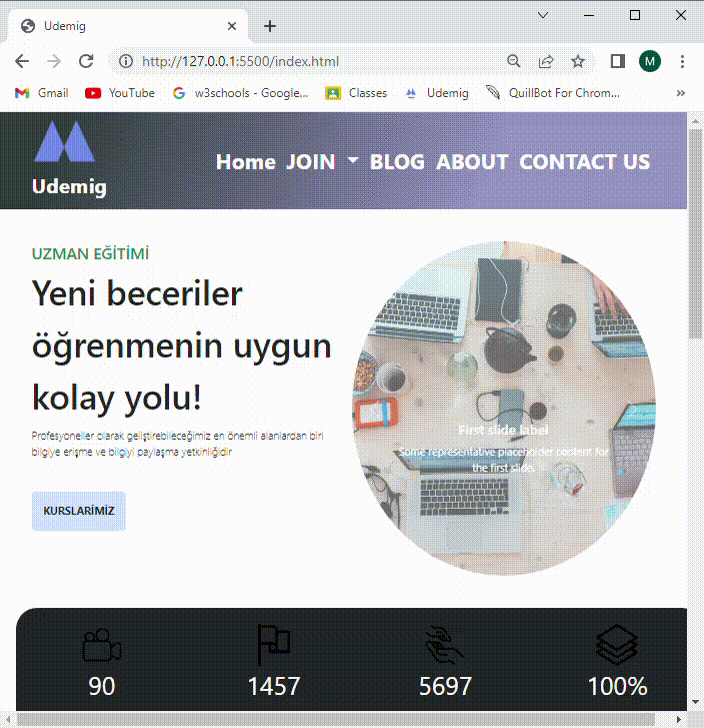 Udemig
http://127.0.0.1:5500/index.html
M
Gmail YouTube w3schools - Google... Classes Udemig QuillBot For Chrom... »
Udemig
Home JOIN BLOG ABOUT CONTACT US
UZMAN EĞİTİMİ
Yeni beceriler
öğrenmenin uygun
kolay yolu!
Profesyoneller olarak geliştirebileceğimiz en önemli alanlardan biri
bilgiye erişme ve bilgiyi paylaşma yetkinliğidir
KURSLARİMİZ
First slide label
Some representative placeholder content for
the first slide.
90 1457 5697 100%